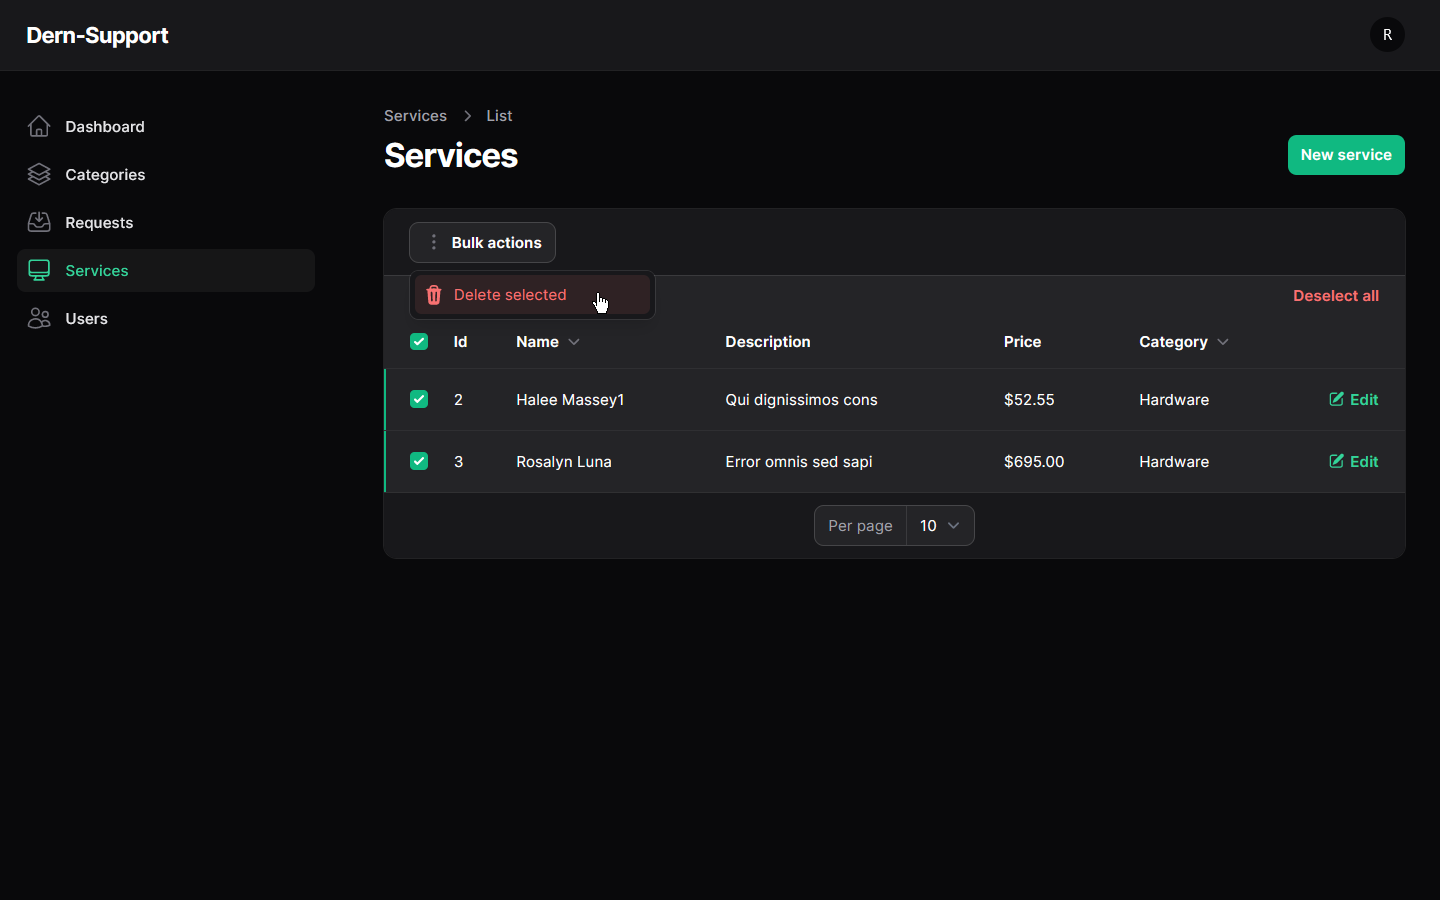 Dern-Support
R
Dashboard
Categories
Requests
Services
Users
Services > List
Services
New service
Bulk actions
Delete selected
Deselect all
Id Name Description Price Category
2 Halee Massey1 Qui dignissimos cons $52.55 Hardware Edit
3 Rosalyn Luna Error omnis sed sapi $695.00 Hardware Edit
Per page 10